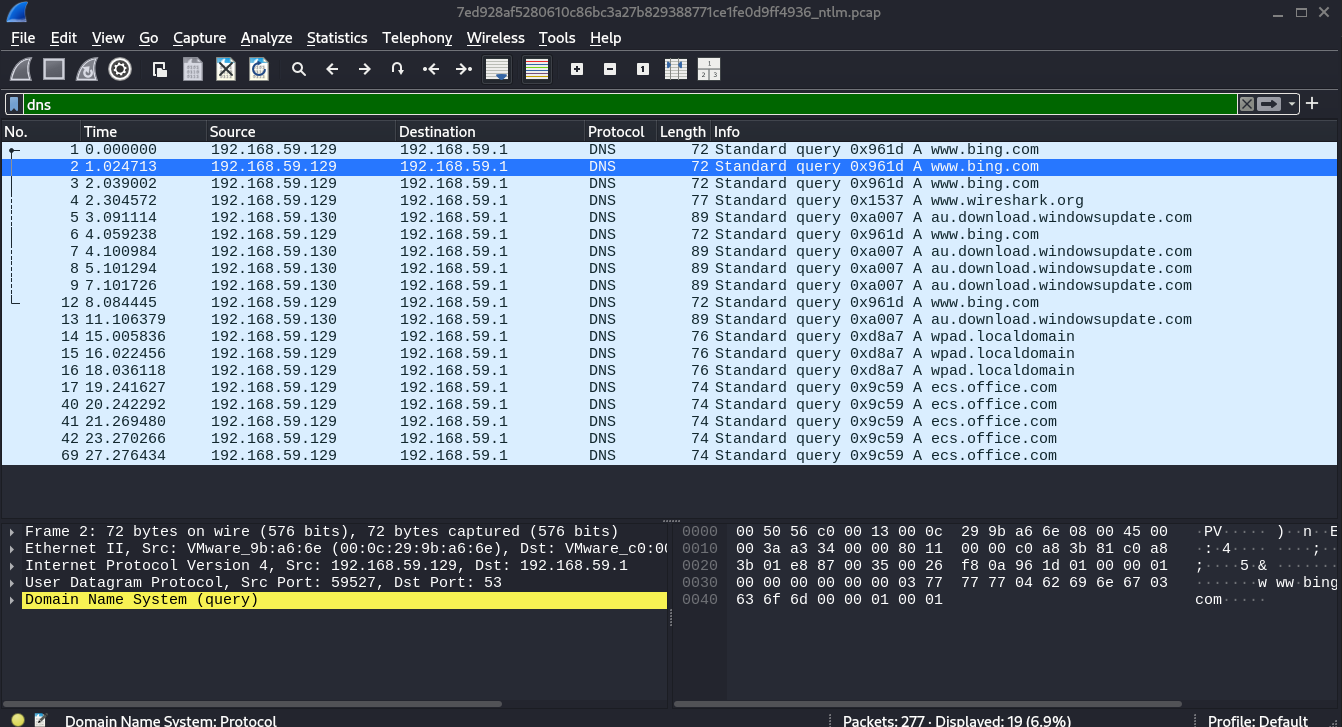 7ed928af5280610c86bc3a27b829388771ce1fe0d9ff4936_ntlm.pcap
File Edit View Go Capture Analyze Statistics Telephony Wireless Tools Help
dns
No. Time Source Destination Protocol Length Info
1 0.000000 192.168.59.129 192.168.59.1 DNS 72 Standard query 0x961d A www.bing.com
2 1.024713 192.168.59.129 192.168.59.1 DNS 72 Standard query 0x961d A www.bing.com
3 2.039002 192.168.59.129 192.168.59.1 DNS 72 Standard query 0x961d A www.bing.com
4 2.304572 192.168.59.129 192.168.59.1 DNS 77 Standard query 0x1537 A www.wireshark.org
5 3.091114 192.168.59.130 192.168.59.1 DNS 89 Standard query 0xa007 A au.download.windowsupdate.com
6 4.059238 192.168.59.129 192.168.59.1 DNS 72 Standard query 0x961d A www.bing.com
7 4.100984 192.168.59.130 192.168.59.1 DNS 89 Standard query 0xa007 A au.download.windowsupdate.com
8 5.101294 192.168.59.130 192.168.59.1 DNS 89 Standard query 0xa007 A au.download.windowsupdate.com
9 7.101726 192.168.59.130 192.168.59.1 DNS 89 Standard query 0xa007 A au.download.windowsupdate.com
12 8.084445 192.168.59.129 192.168.59.1 DNS 72 Standard query 0x961d A www.bing.com
13 11.106379 192.168.59.130 192.168.59.1 DNS 89 Standard query 0xa007 A au.download.windowsupdate.com
14 15.005836 192.168.59.129 192.168.59.1 DNS 76 Standard query 0xd8a7 A wpad.localdomain
15 16.022456 192.168.59.129 192.168.59.1 DNS 76 Standard query 0xd8a7 A wpad.localdomain
16 18.036118 192.168.59.129 192.168.59.1 DNS 76 Standard query 0xd8a7 A wpad.localdomain
17 19.241627 192.168.59.129 192.168.59.1 DNS 74 Standard query 0x9c59 A ecs.office.com
40 20.242292 192.168.59.129 192.168.59.1 DNS 74 Standard query 0x9c59 A ecs.office.com
41 21.269480 192.168.59.129 192.168.59.1 DNS 74 Standard query 0x9c59 A ecs.office.com
42 23.270266 192.168.59.129 192.168.59.1 DNS 74 Standard query 0x9c59 A ecs.office.com
69 27.276434 192.168.59.129 192.168.59.1 DNS 74 Standard query 0x9c59 A ecs.office.com
Frame 2: 72 bytes on wire (576 bits), 72 bytes captured (576 bits)
Ethernet II, Src: VMware_9b:a6:6e (00:0c:29:9b:a6:6e), Dst: VMware_c0:00
Internet Protocol Version 4, Src: 192.168.59.129, Dst: 192.168.59.1
User Datagram Protocol, Src Port: 59527, Dst Port: 53
Domain Name System (query)
0000 00 50 56 c0 00 13 00 0c 29 9b a6 6e 08 00 45 00 ·PV····· )··n··E
0010 00 3a a3 34 00 00 80 11 00 00 c0 a8 3b 81 c0 a8 ·:·4···· ····;···
0020 3b 01 e8 87 00 35 00 26 f8 0a 96 1d 01 00 00 01 ;····5·& ········
0030 00 00 00 00 00 00 03 77 77 77 04 62 69 6e 67 03 ·······w ww·bing
0040 63 6f 6d 00 00 01 00 01 com·····
Domain Name System: Protocol
Packets: 277 · Displayed: 19 (6.9%)
Profile: Default